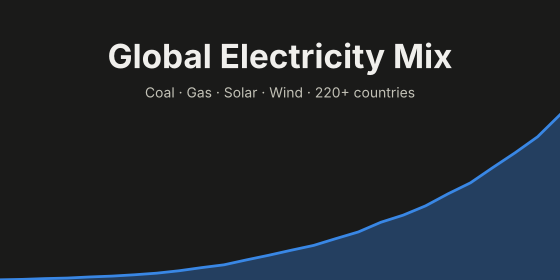 Global Electricity Mix
Coal · Gas · Solar · Wind · 220+ countries